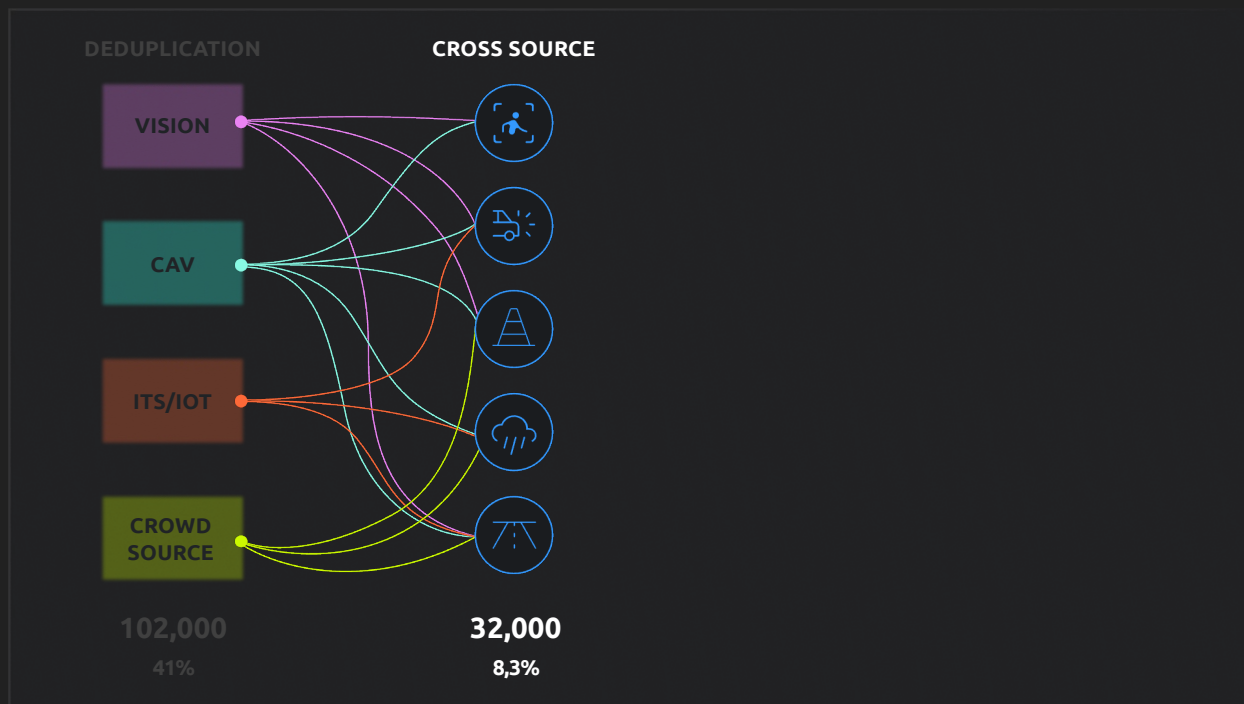 DEDUPLICATION
CROSS SOURCE
VISION
CAV
ITS/IOT
CROWD
SOURCE
102,000
32,000
41%
8,3%